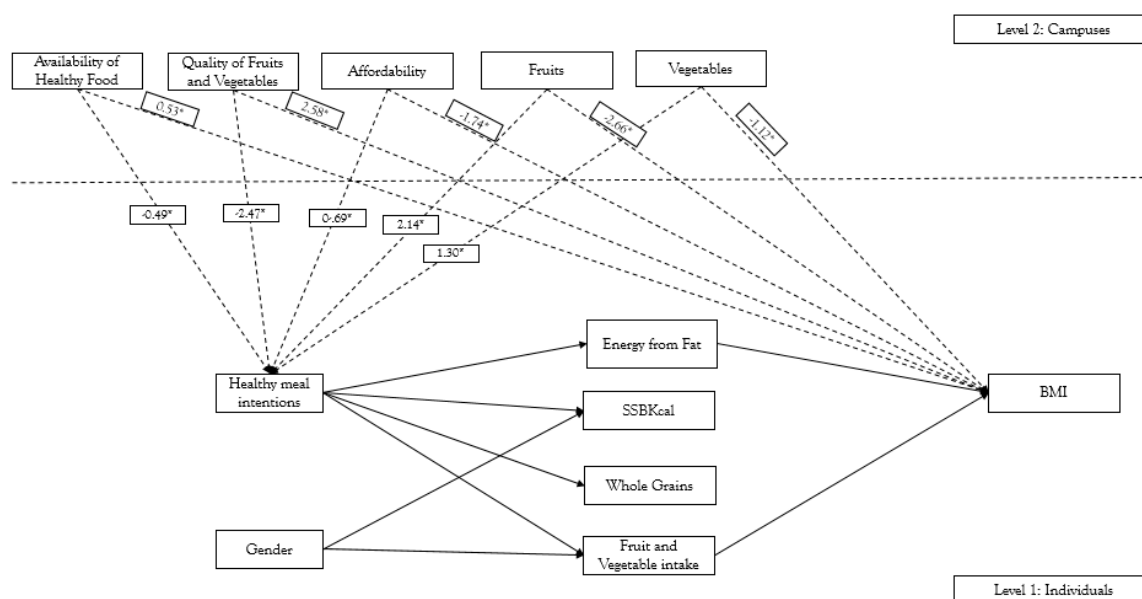 Level 2: Campuses
Availability of
Healthy Food
Quality of Fruits
and Vegetables
Affordability
Fruits
Vegetables
0.53*
2.58*
-1.74*
-2.66*
-1.12*
-0.49*
-2.47*
0-.69*
2.14*
1.30*
Energy from Fat
Healthy meal
intentions
SSBKcal
BMI
Whole Grains
Gender
Fruit and
Vegetable intake
Level 1: Individuals